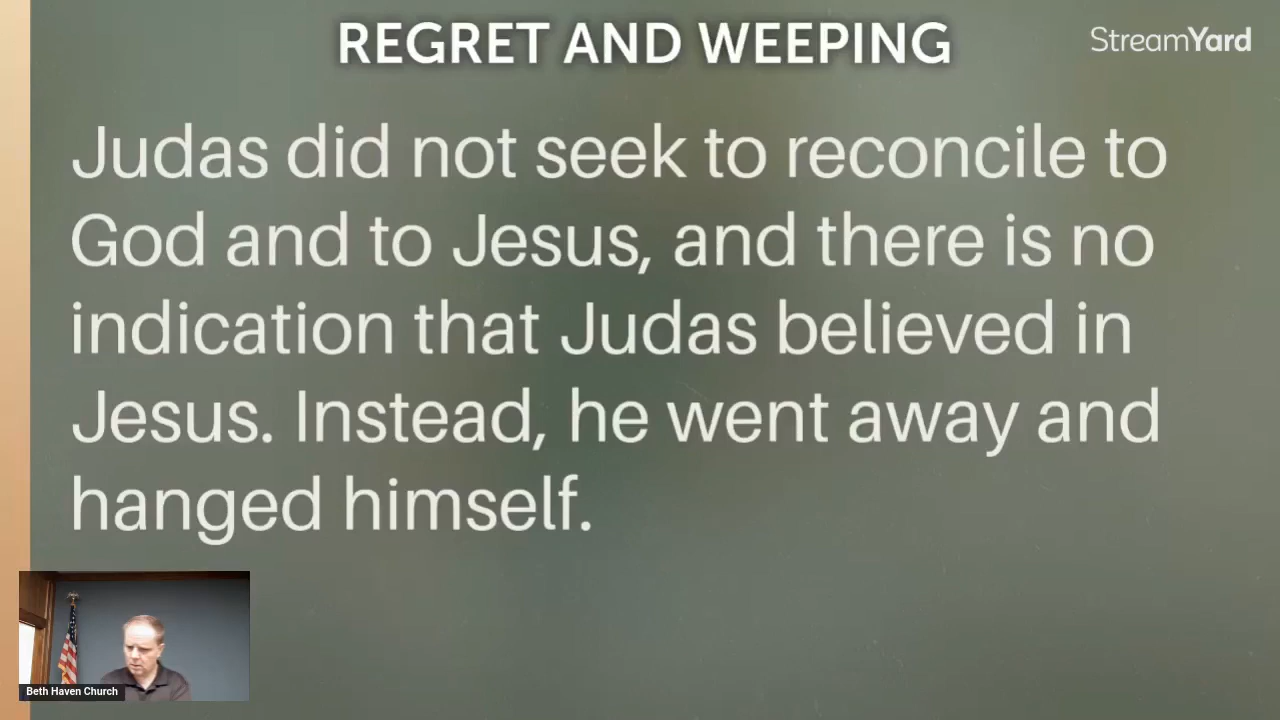 REGRET AND WEEPING
StreamYard
Judas did not seek to reconcile to
God and to Jesus, and there is no
indication that Judas believed in
Jesus. Instead, he went away and
hanged himself.
Beth Haven Church